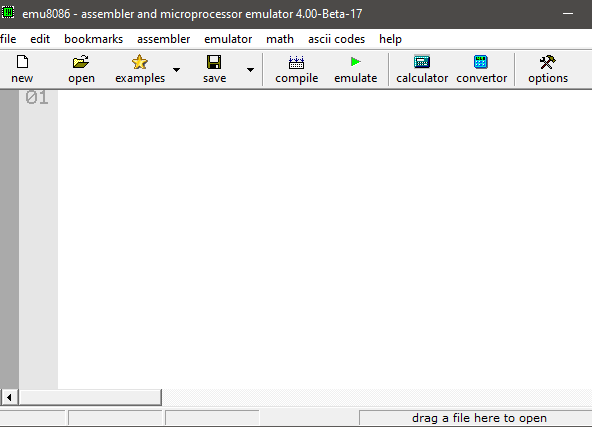 emu8086 - assembler and microprocessor emulator 4.00-Beta-17
file edit bookmarks assembler emulator math ascii codes help
new open examples save compile emulate calculator convertor options
01
drag a file here to open